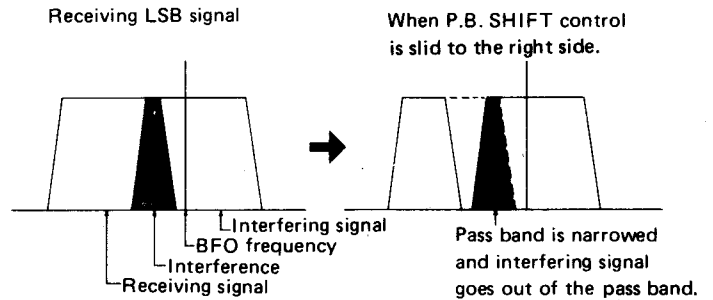 Receiving LSB signal
When P.B. SHIFT control
is slid to the right side.
Interfering signal
BFO frequency
Interference
Receiving signal
Pass band is narrowed
and interfering signal
goes out of the pass band.